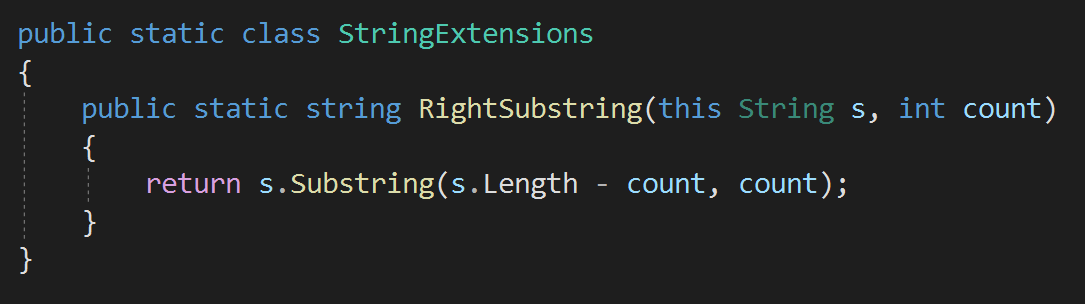 public static class StringExtensions
{
    public static string RightSubstring(this String s, int count)
    {
        return s.Substring(s.Length - count, count);
    }
}